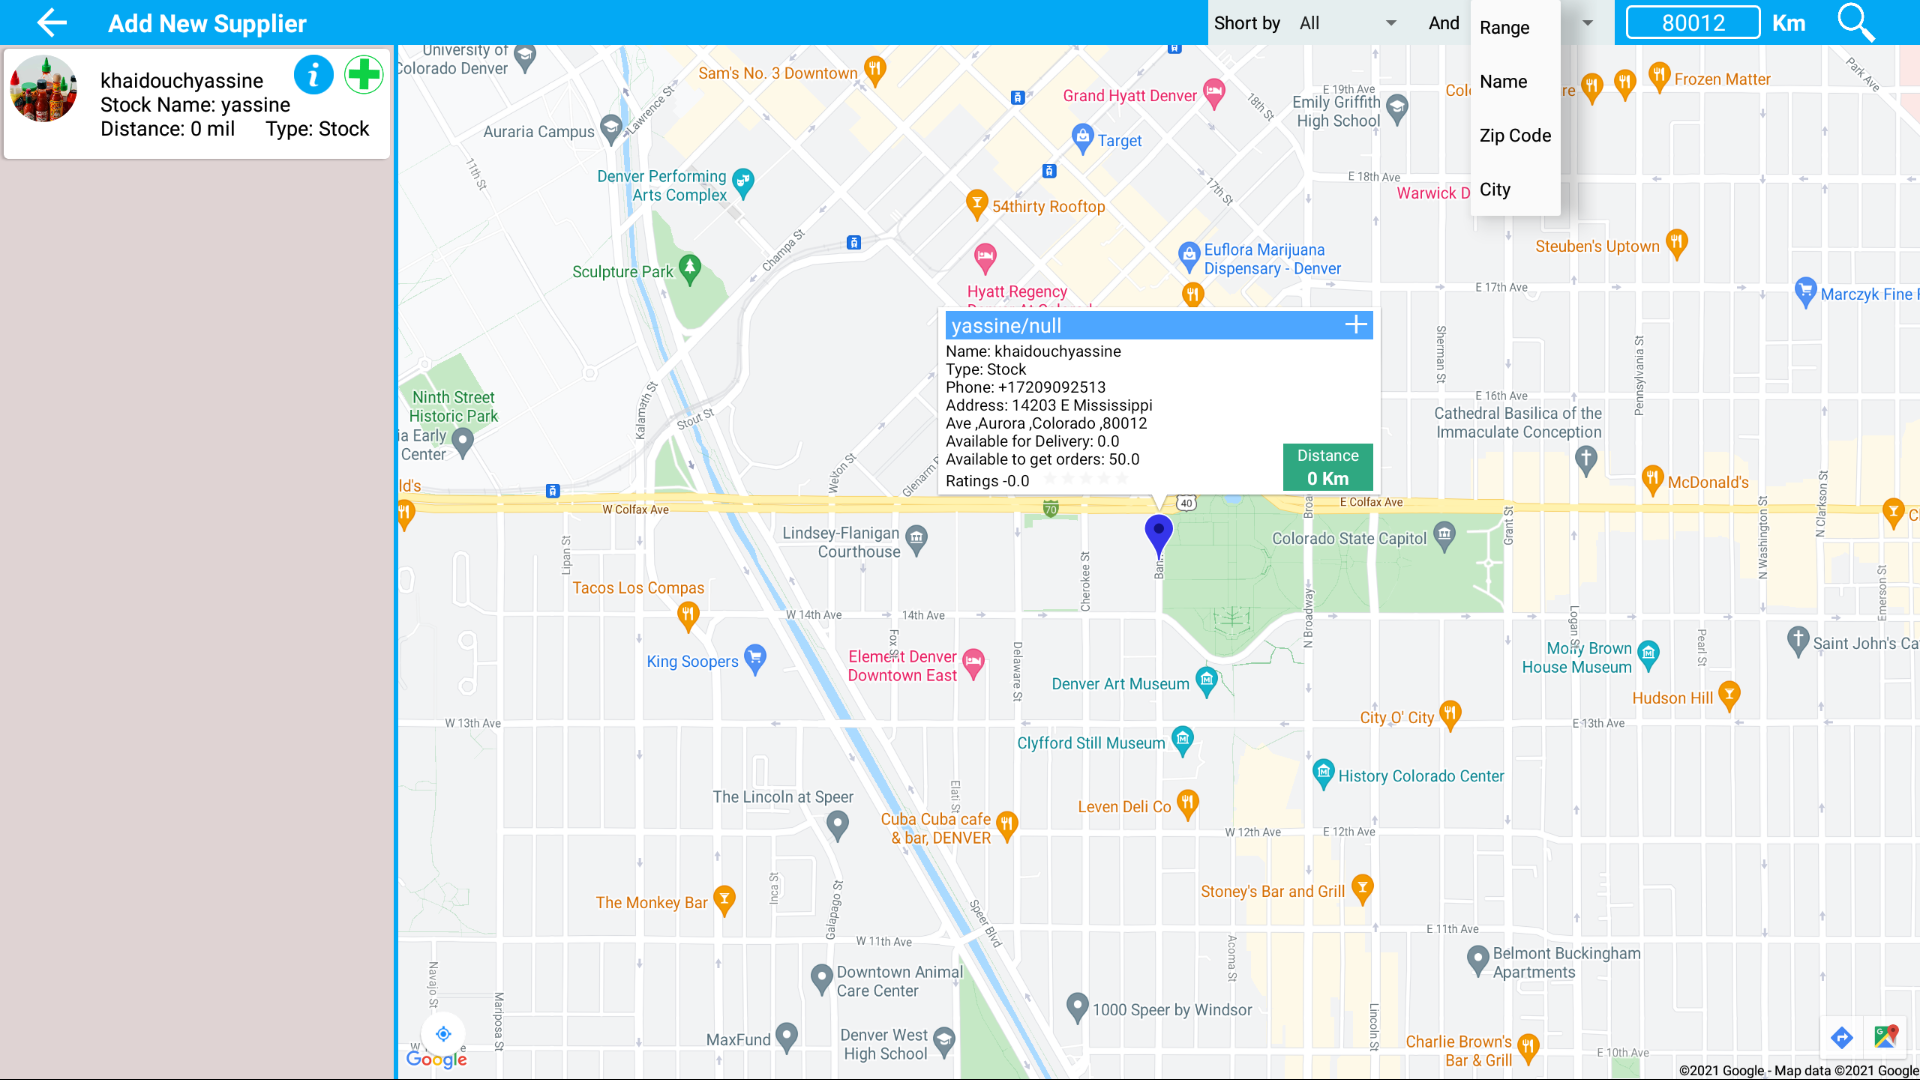 Add New Supplier
Short by
All
And
Range
Name
Zip Code
City
80012
Km
khaidouchyassine
Stock Name: yassine
Distance: 0 mil
Type: Stock
University of
Colorado Denver
Sam's No. 3 Downtown
Grand Hyatt Denver
18th St
E 19th Ave
Emily Griffith
High School
Frozen Matter
Park Ave
Lawrence St
Auraria Campus
Target
11th St
Denver Performing
Arts Complex
17th St
E 18th Ave
54thirty Rooftop
Champa St
Euflora Marijuana
Dispensary - Denver
Steuben's Uptown
Sculpture Park
Hyatt Regency
E 17th Ave
Marczyk Fine
yassine/null
Name: khaidouchyassine
Type: Stock
Phone: +17209092513
Address: 14203 E Mississippi
Ave ,Aurora ,Colorado ,80012
Available for Delivery: 0.0
Available to get orders: 50.0
Ratings -0.0
Distance
0 Km
Sherman St
Pennsylvania St
Kalamath St
Stout St
Ninth Street
Historic Park
ia Early
Center
E 16th Ave
Cathedral Basilica of the
Immaculate Conception
Welton St
McDonald's
ld's
W Colfax Ave
70
40
E Colfax Ave
Grant St
N Washington St
N Clarkson St
Lindsey-Flanigan
Courthouse
Colorado State Capitol
Lipan St
Cherokee St
Tacos Los Compas
W 14th Ave
14th Ave
Fox St
Delaware St
N Broadway
Logan St
Pearl St
Emerson St
King Soopers
Element Denver
Downtown East
Denver Art Museum
Molly Brown
House Museum
Saint John's Ca
Hudson Hill
W 13th Ave
City O' City
E 13th Ave
Clyfford Still Museum
History Colorado Center
The Lincoln at Speer
Elati St
Leven Deli Co
Cuba Cuba cafe
& bar, DENVER
W 12th Ave
E 12th Ave
Inca St
Galapago St
The Monkey Bar
Stoney's Bar and Grill
Speer Blvd
W 11th Ave
E 11th Ave
Acoma St
Navajo St
Mariposa St
Downtown Animal
Care Center
Belmont Buckingham
Apartments
1000 Speer by Windsor
Lincoln St
MaxFund
Denver West
High School
Charlie Brown's
Bar & Grill
E 10th Ave
Google
©2021 Google - Map data ©2021 Google